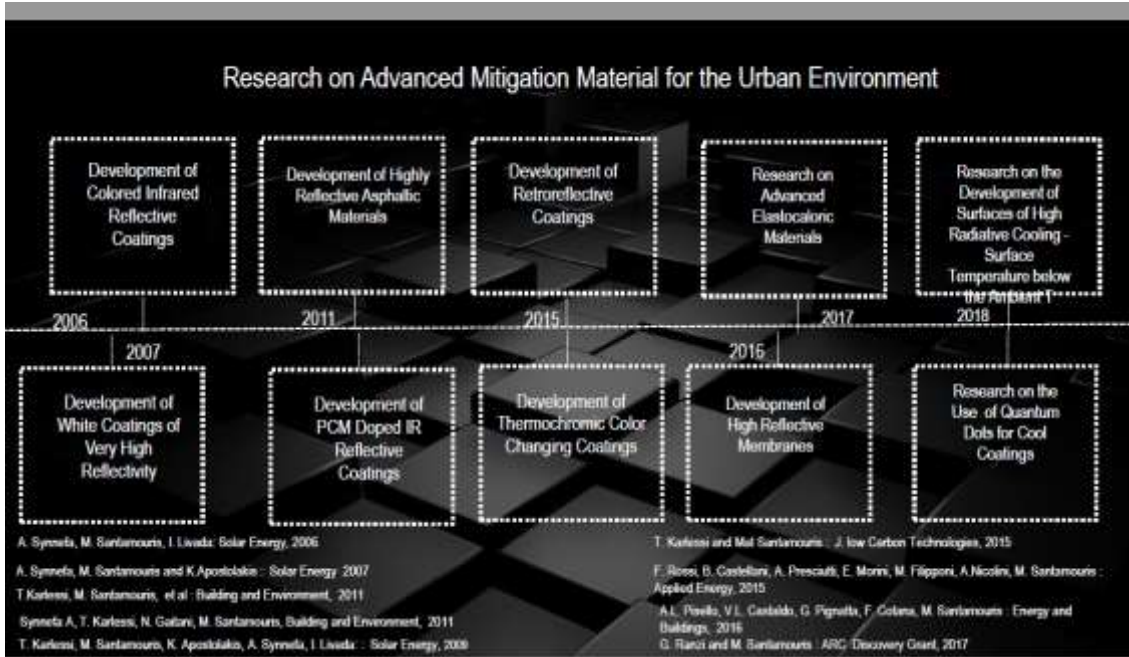 Research on Advanced Mitigation Material for the Urban Environment
Development of
Colored Infrared
Reflective
Coatings
Development of Highly
Reflective Asphaltic
Materials
Development of
Retroreflective
Coatings
Research on
Advanced
Elastocaloric
Materials
Research on the
Development of
Surfaces of High
Radiative Cooling -
Surface
Temperature below
the Ambient T
2006
2011
2015
2017
2018
2007
2016
Development of
White Coatings of
Very High
Reflectivity
Development of
PCM Doped IR
Reflective
Coatings
Development of
Thermochromic Color
Changing Coatings
Development of
High Reflective
Membranes
Research on the
Use of Quantum
Dots for Cool
Coatings
A. Synnefa, M. Santamouris, I. Livada: Solar Energy, 2006
A. Synnefa, M. Santamouris and K.Apostolakis : Solar Energy 2007
T.Karlessi, M. Santamouris, et al : Building and Environment, 2011
Synnefa A, T. Karlessi, N. Gaitani, M. Santamouris, Building and Environment, 2011
T. Karlessi, M. Santamouris, K. Apostolakis, A. Synnefa, I. Livada: : Solar Energy, 2009
T. Karlessi and Mat Santamouris : J. low Carbon Technologies, 2015
F. Rossi, B. Castellani, A. Presciutti, E. Morini, M. Filipponi, A.Nicolini, M. Santamouris :
Applied Energy, 2015
A.L. Pisello, V.L. Castaldo, G. Pignatta, F. Cotana, M. Santamouris : Energy and
Buildings, 2016
G. Ranzi and M. Santamouris : ARC: Discovery Grant, 2017